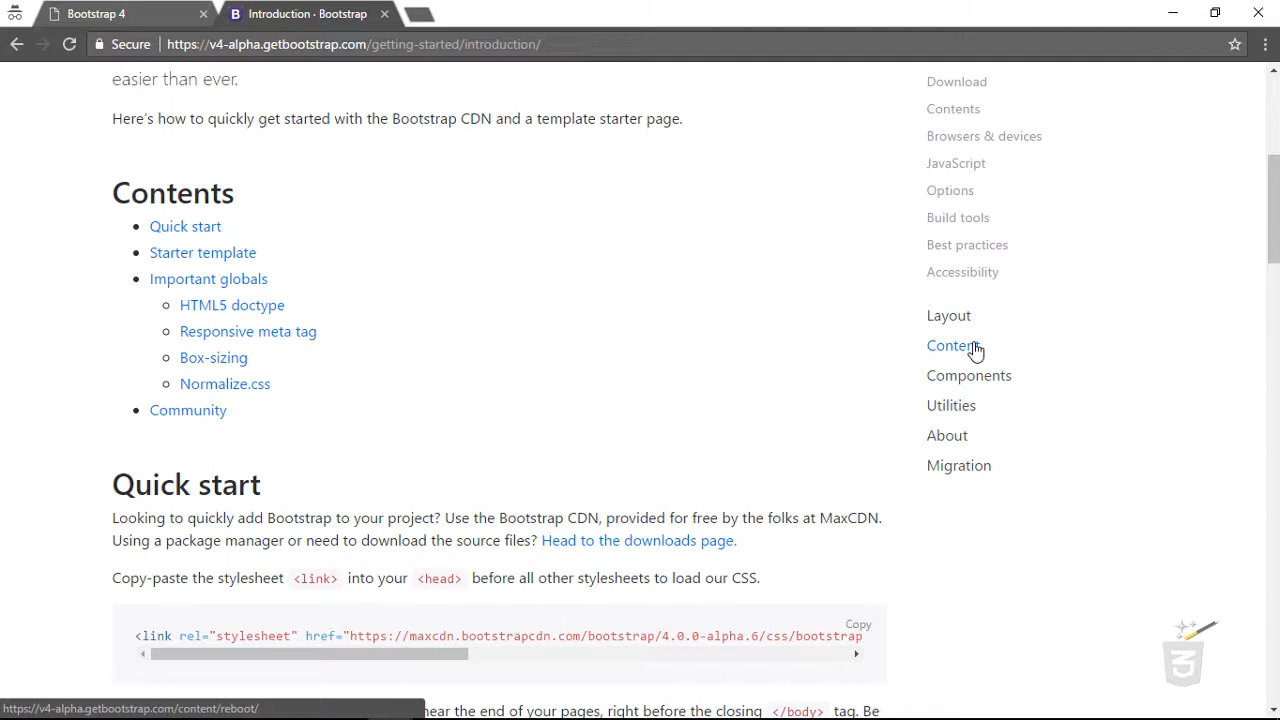 Bootstrap 4
Introduction · Bootstrap
Secure
https://v4-alpha.getbootstrap.com/getting-started/introduction/
easier than ever.
Here’s how to quickly get started with the Bootstrap CDN and a template starter page.
Contents
Quick start
Starter template
Important globals
HTML5 doctype
Responsive meta tag
Box-sizing
Normalize.css
Community
Quick start
Looking to quickly add Bootstrap to your project? Use the Bootstrap CDN, provided for free by the folks at MaxCDN.
Using a package manager or need to download the source files? Head to the downloads page.
Copy-paste the stylesheet <link> into your <head> before all other stylesheets to load our CSS.
Copy
<link rel="stylesheet" href="https://maxcdn.bootstrapcdn.com/bootstrap/4.0.0-alpha.6/css/bootstrap
near the end of your pages, right before the closing </body> tag. Be
Download
Contents
Browsers & devices
JavaScript
Options
Build tools
Best practices
Accessibility
Layout
Content
Components
Utilities
About
Migration
https://v4-alpha.getbootstrap.com/content/reboot/
3